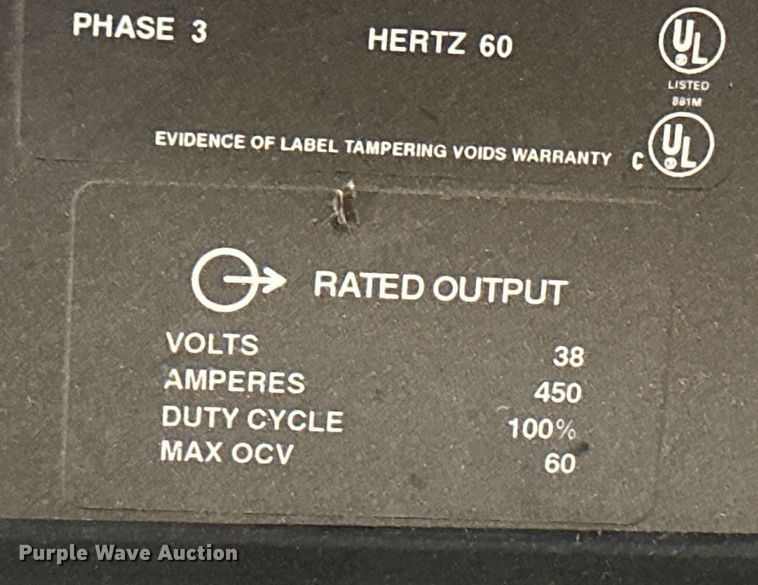 PHASE 3 HERTZ 60
UL
LISTED
881M
EVIDENCE OF LABEL TAMPERING VOIDS WARRANTY
C UL
RATED OUTPUT
VOLTS 38
AMPERES 450
DUTY CYCLE 100%
MAX OCV 60
Purple Wave Auction